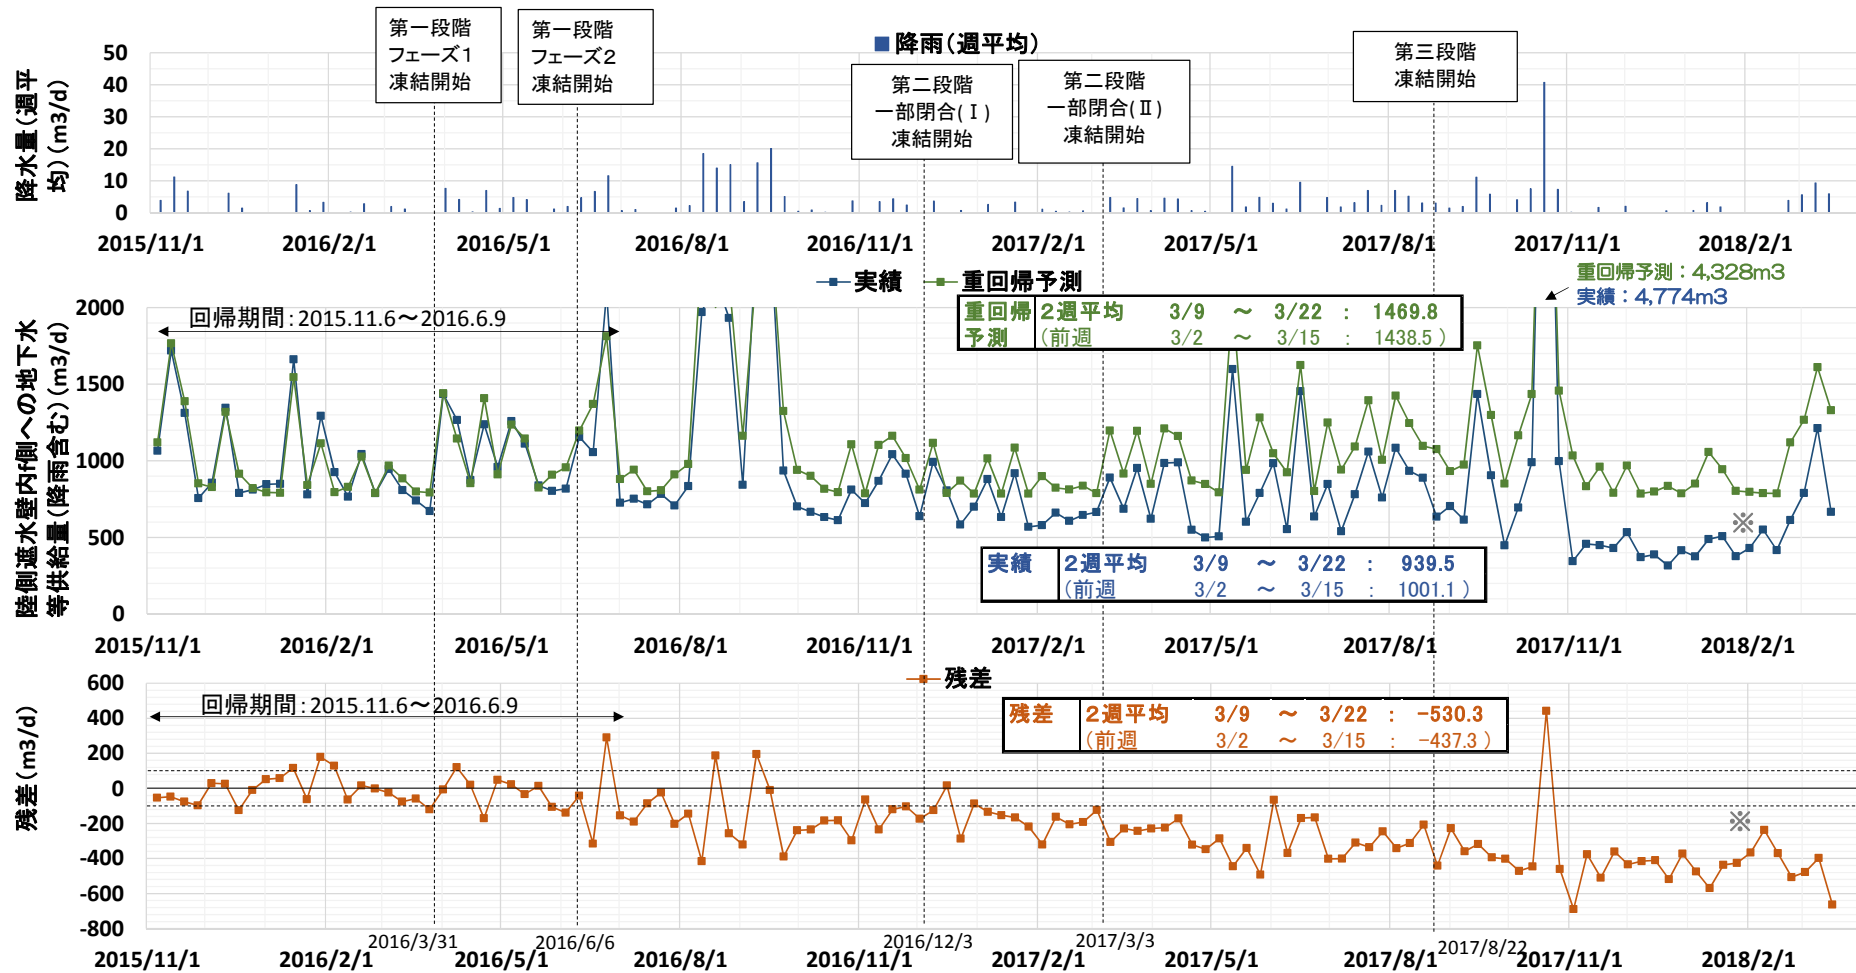 第一段階
フェーズ1
凍結開始
第一段階
フェーズ2
凍結開始
降雨(週平均)
第二段階
一部閉合(Ⅰ)
凍結開始
第二段階
一部閉合(Ⅱ)
凍結開始
第三段階
凍結開始
降水量(週平
均)(m3/d)
50
40
30
20
10
0
2015/11/1 2016/2/1 2016/5/1 2016/8/1 2016/11/1 2017/2/1 2017/5/1 2017/8/1 2017/11/1 2018/2/1
実績 重回帰予測
重回帰予測:4,328m3
実績:4,774m3
回帰期間:2015.11.6~2016.6.9
重回帰 2週平均 3/9 ~ 3/22 : 1469.8
予測 (前週 3/2 ~ 3/15 : 1438.5 )
陸側遮水壁内側への地下水
等供給量(降雨含む)(m3/d)
2000
1500
1000
500
0
※
実績 2週平均 3/9 ~ 3/22 : 939.5
(前週 3/2 ~ 3/15 : 1001.1 )
2015/11/1 2016/2/1 2016/5/1 2016/8/1 2016/11/1 2017/2/1 2017/5/1 2017/8/1 2017/11/1 2018/2/1
残差
回帰期間:2015.11.6~2016.6.9
残差 2週平均 3/9 ~ 3/22 : -530.3
(前週 3/2 ~ 3/15 : -437.3 )
残差(m3/d)
600
400
200
0
-200
-400
-600
-800
※
2016/3/31 2016/6/6 2016/12/3 2017/3/3 2017/8/22
2015/11/1 2016/2/1 2016/5/1 2016/8/1 2016/11/1 2017/2/1 2017/5/1 2017/8/1 2017/11/1 2018/2/1